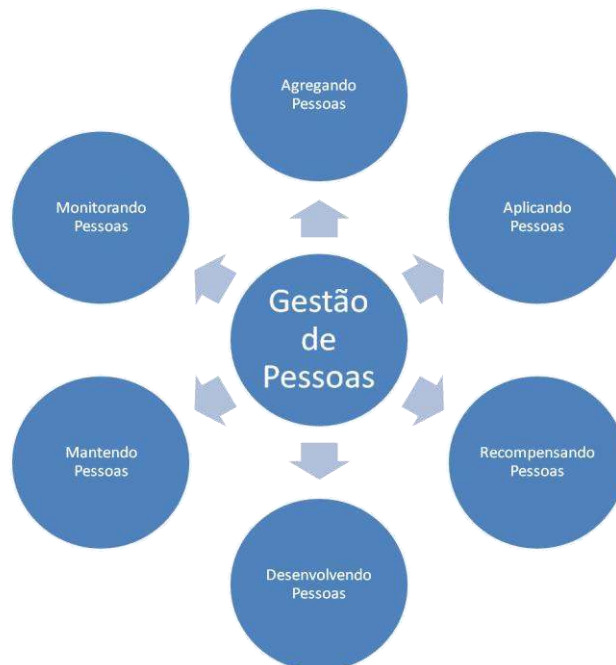 Agregando
Pessoas
Monitorando
Pessoas
Aplicando
Pessoas
Gestão
de
Pessoas
Mantendo
Pessoas
Recompensando
Pessoas
Desenvolvendo
Pessoas